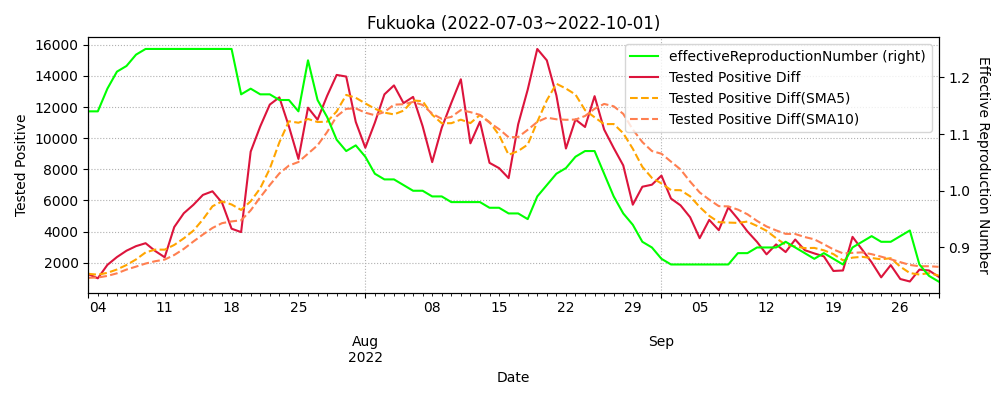 Fukuoka (2022-07-03~2022-10-01)
effectiveReproductionNumber (right)
Tested Positive Diff
Tested Positive Diff(SMA5)
Tested Positive Diff(SMA10)
Tested Positive
16000
14000
12000
10000
8000
6000
4000
2000
1.2
1.1
1.0
0.9
Effective Reproduction Number
04 11 18 25 08 15 22 29 05 12 19 26
Aug Sep
2022
Date